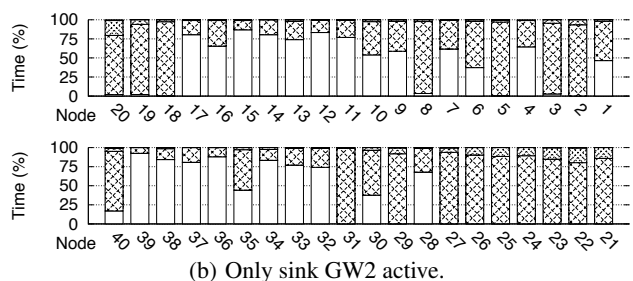 Time (%)
100
75
50
25
0
Node 20 19 18 17 16 15 14 13 12 11 10 9 8 7 6 5 4 3 2 1
Time (%)
100
75
50
25
0
Node 40 39 38 37 36 35 34 33 32 31 30 29 28 27 26 25 24 23 22 21
(b) Only sink GW2 active.